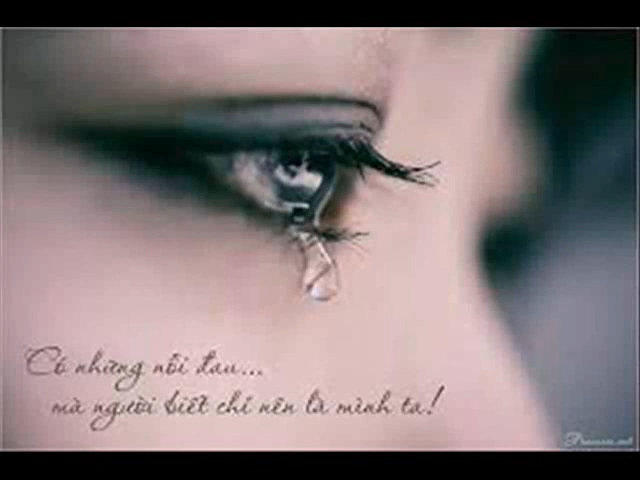 Có những nỗi đau...
mà người biết chỉ nên là mình ta!